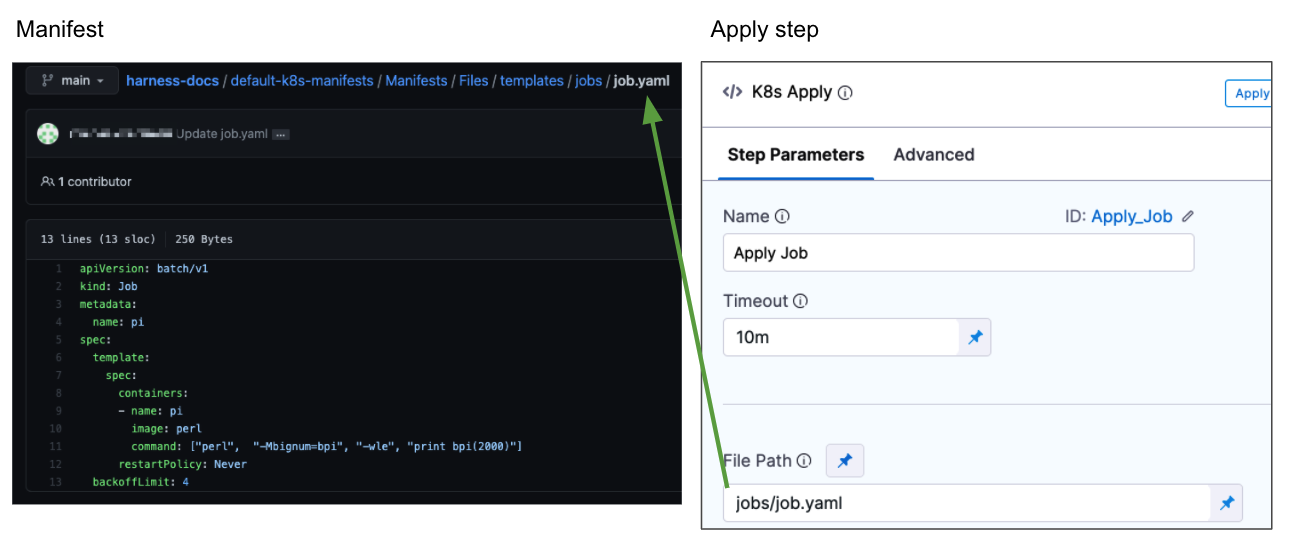 Manifest
main
harness-docs / default-k8s-manifests / Manifests / Files / templates / jobs / job.yaml
Update job.yaml ...
1 contributor
13 lines (13 sloc) 250 Bytes
1 apiVersion: batch/v1
2 kind: Job
3 metadata:
4 name: pi
5 spec:
6 template:
7 spec:
8 containers:
9 - name: pi
10 image: perl
11 command: ["perl", "-Mbignum=bpi", "-wle", "print bpi(2000)"]
12 restartPolicy: Never
13 backoffLimit: 4
Apply step
</> K8s Apply
Apply
Step Parameters Advanced
Name ID: Apply_Job
Apply Job
Timeout
10m
File Path
jobs/job.yaml